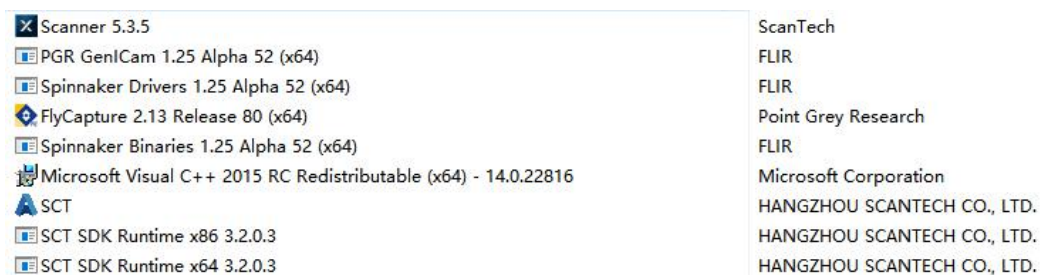 Scanner 5.3.5 ScanTech
PGR GenICam 1.25 Alpha 52 (x64) FLIR
Spinnaker Drivers 1.25 Alpha 52 (x64) FLIR
FlyCapture 2.13 Release 80 (x64) Point Grey Research
Spinnaker Binaries 1.25 Alpha 52 (x64) FLIR
Microsoft Visual C++ 2015 RC Redistributable (x64) - 14.0.22816 Microsoft Corporation
SCT HANGZHOU SCANTECH CO., LTD.
SCT SDK Runtime x86 3.2.0.3 HANGZHOU SCANTECH CO., LTD.
SCT SDK Runtime x64 3.2.0.3 HANGZHOU SCANTECH CO., LTD.